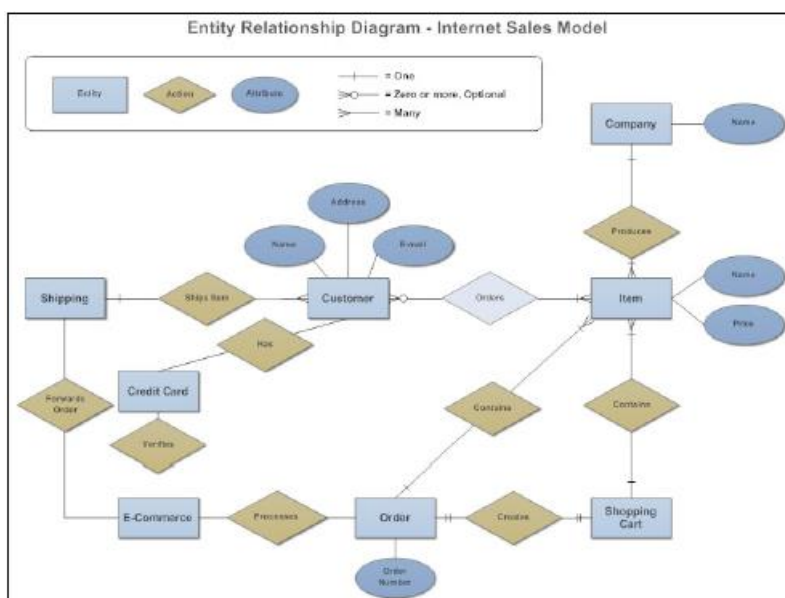 Entity Relationship Diagram - Internet Sales Model
Entity
Action
Attribute
= One
= Zero or more, Optional
= Many
Company
Name
Produces
Address
Name
E-mail
Shipping
Ships Item
Customer
Orders
Item
Name
Price
Has
Credit Card
Forwards
Order
Verifies
Contains
Contains
E-Commerce
Processes
Order
Creates
Shopping
Cart
Order
Number